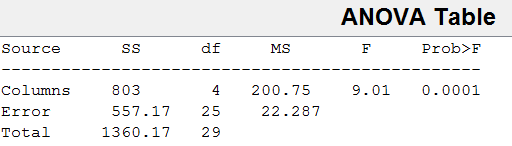 ANOVA Table
Source SS df MS F Prob>F
------------------------------------------------
Columns 803 4 200.75 9.01 0.0001
Error 557.17 25 22.287
Total 1360.17 29